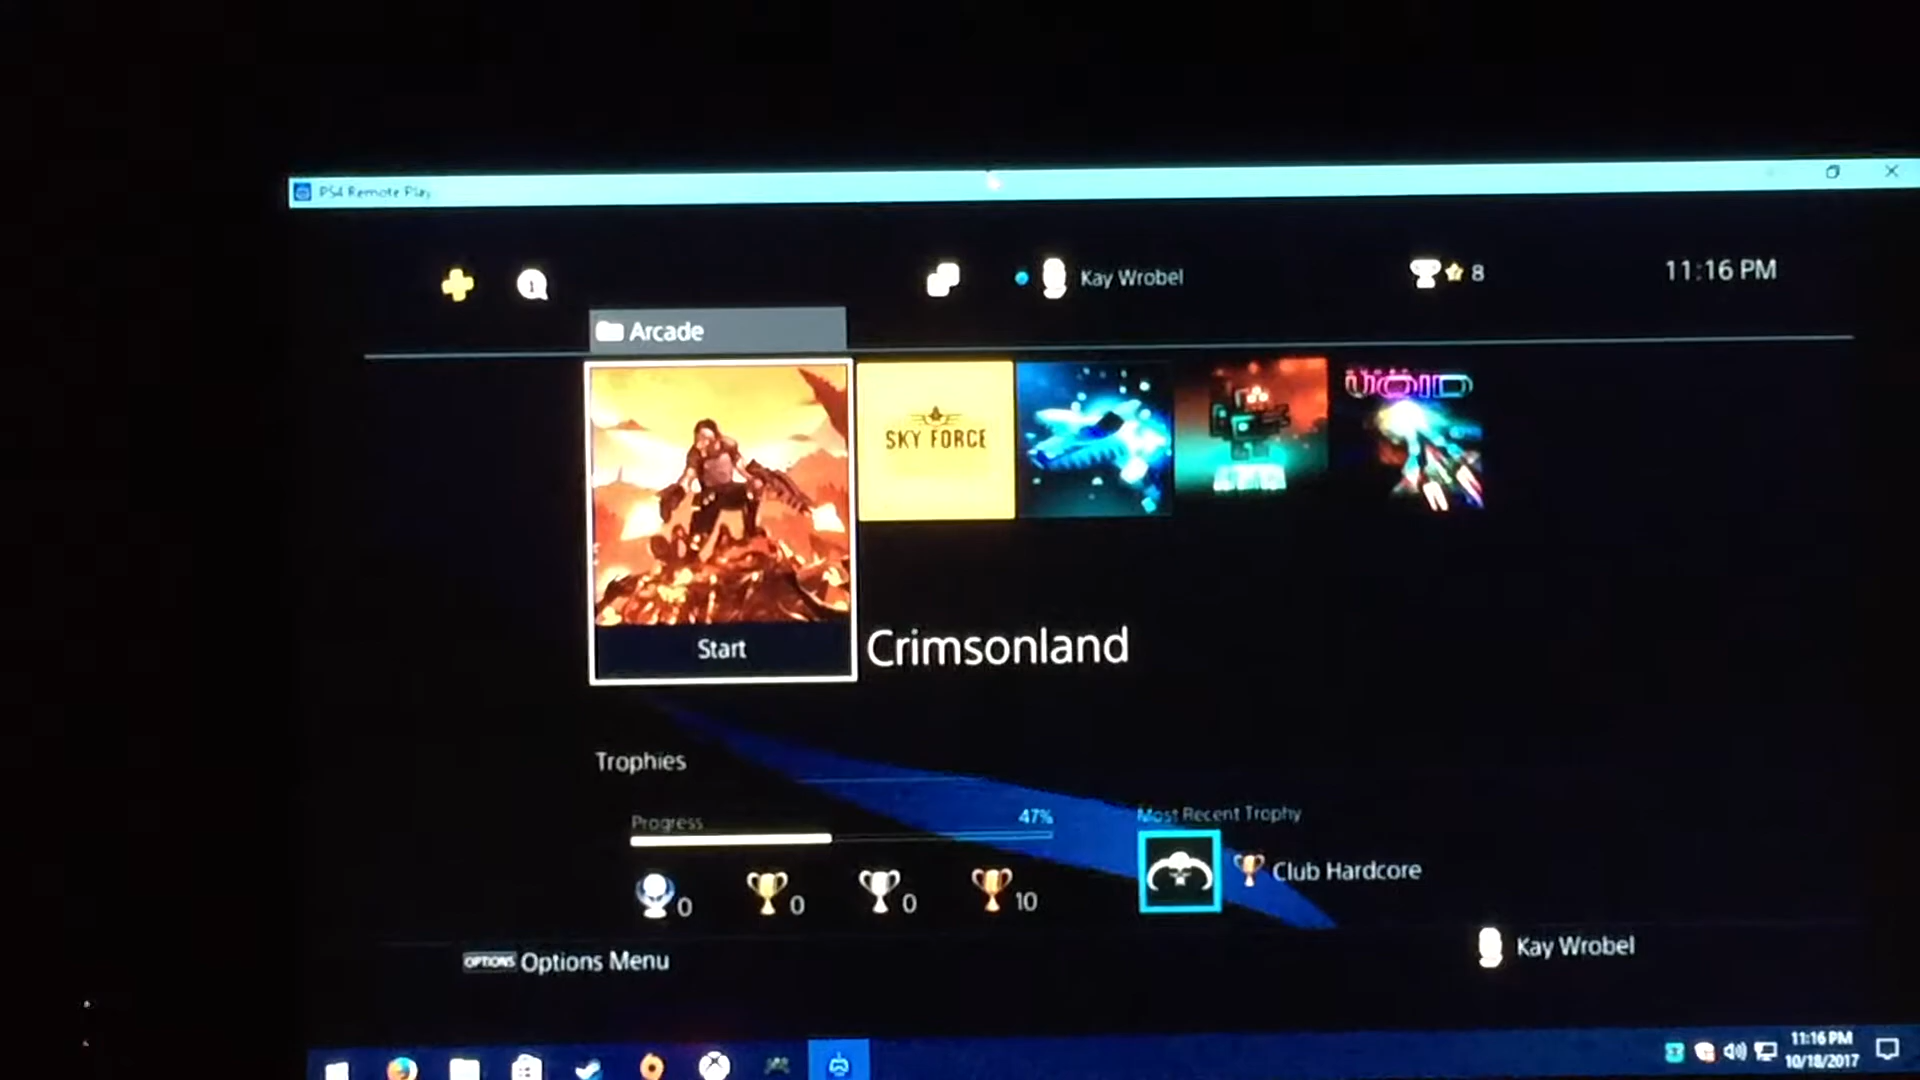 PS4 Remote Play
1
Kay Wrobel
8
11:16 PM
Arcade
SKY FORCE
VOID
Start
Crimsonland
Trophies
Progress
47%
Most Recent Trophy
0
0
0
10
Club Hardcore
OPTIONS Options Menu
Kay Wrobel
11:16 PM
10/18/2017